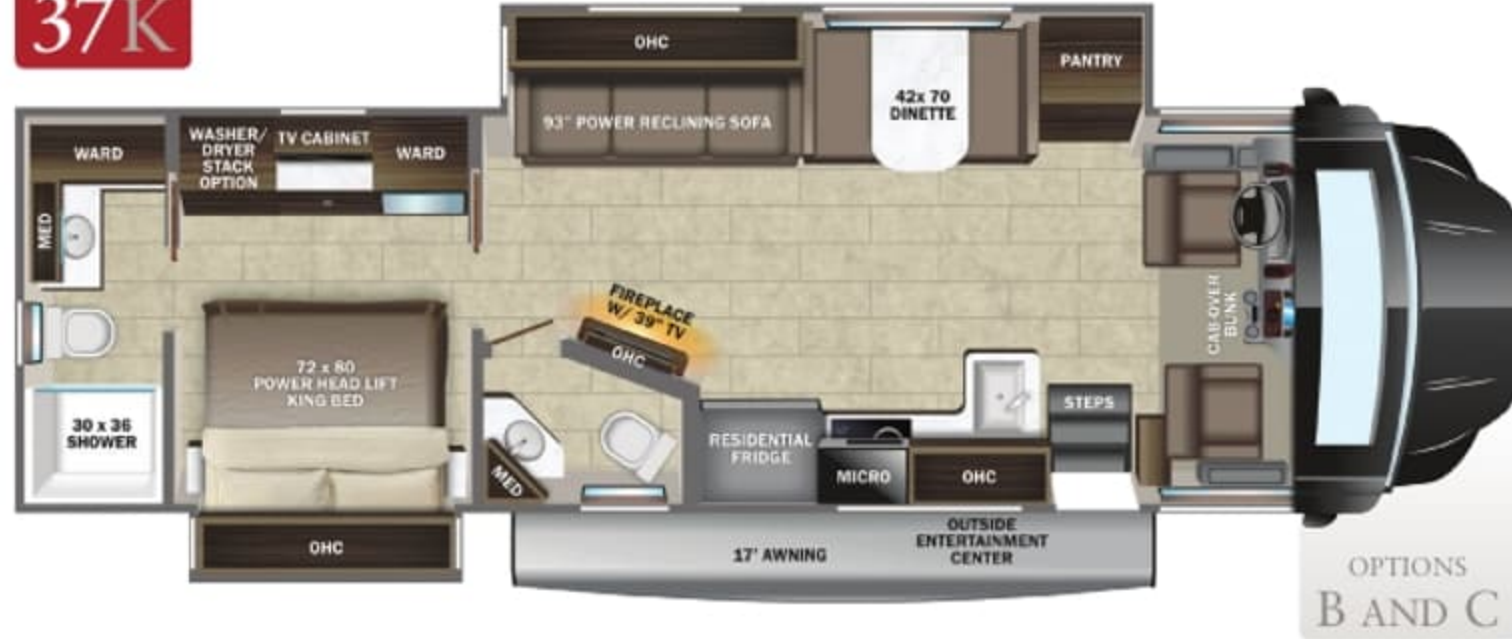 37K
OHC
PANTRY
42x 70
DINETTE
93" POWER RECLINING SOFA
WARD
WASHER/
DRYER
STACK
OPTION
TV CABINET
WARD
MED
FIREPLACE
W/ 39" TV
OHC
CAB-OVER
BUNK
72 x 80
POWER HEAD LIFT
KING BED
30 x 36
SHOWER
MED
RESIDENTIAL
FRIDGE
MICRO
OHC
STEPS
OHC
17' AWNING
OUTSIDE
ENTERTAINMENT
CENTER
OPTIONS
B AND C